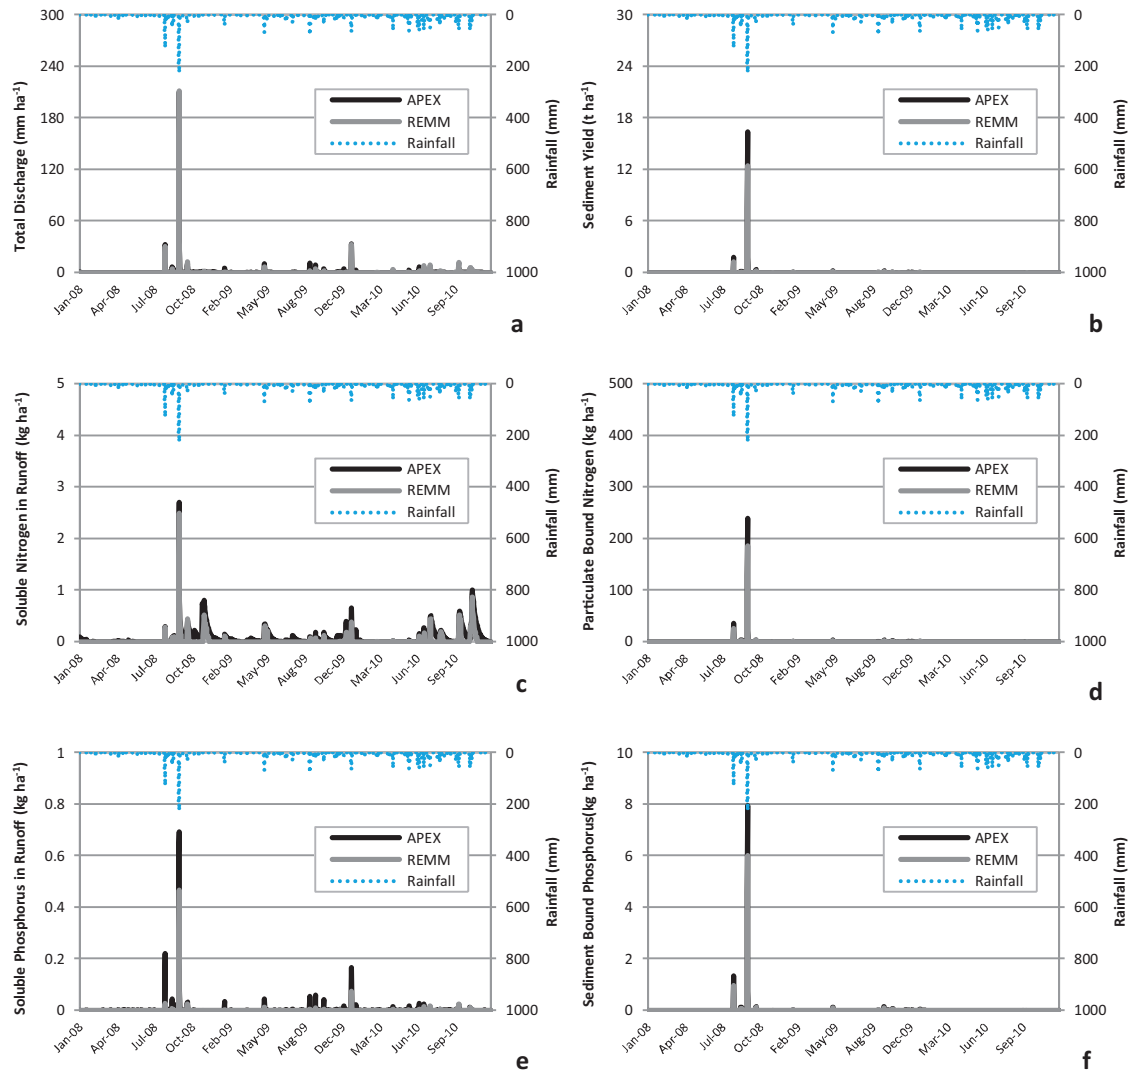 300
240
180
120
60
0
Total Discharge (mm ha⁻¹)
0
200
400
600
800
1000
Rainfall (mm)
APEX
REMM
Rainfall
Jan-08
Apr-08
Jul-08
Oct-08
Feb-09
May-09
Aug-09
Dec-09
Mar-10
Jun-10
Sep-10
a
30
24
18
12
6
0
Sediment Yield (t ha⁻¹)
0
200
400
600
800
1000
Rainfall (mm)
APEX
REMM
Rainfall
Jan-08
Apr-08
Jul-08
Oct-08
Feb-09
May-09
Aug-09
Dec-09
Mar-10
Jun-10
Sep-10
b
5
4
3
2
1
0
Soluble Nitrogen in Runoff (kg ha⁻¹)
0
200
400
600
800
1000
Rainfall (mm)
APEX
REMM
Rainfall
Jan-08
Apr-08
Jul-08
Oct-08
Feb-09
May-09
Aug-09
Dec-09
Mar-10
Jun-10
Sep-10
c
500
400
300
200
100
0
Particulate Bound Nitrogen (kg ha⁻¹)
0
200
400
600
800
1000
Rainfall (mm)
APEX
REMM
Rainfall
Jan-08
Apr-08
Jul-08
Oct-08
Feb-09
May-09
Aug-09
Dec-09
Mar-10
Jun-10
Sep-10
d
1
0.8
0.6
0.4
0.2
0
Soluble Phosphorus in Runoff (kg ha⁻¹)
0
200
400
600
800
1000
Rainfall (mm)
APEX
REMM
Rainfall
Jan-08
Apr-08
Jul-08
Oct-08
Feb-09
May-09
Aug-09
Dec-09
Mar-10
Jun-10
Sep-10
e
10
8
6
4
2
0
Sediment Bound Phosphorus(kg ha⁻¹)
0
200
400
600
800
1000
Rainfall (mm)
APEX
REMM
Rainfall
Jan-08
Apr-08
Jul-08
Oct-08
Feb-09
May-09
Aug-09
Dec-09
Mar-10
Jun-10
Sep-10
f